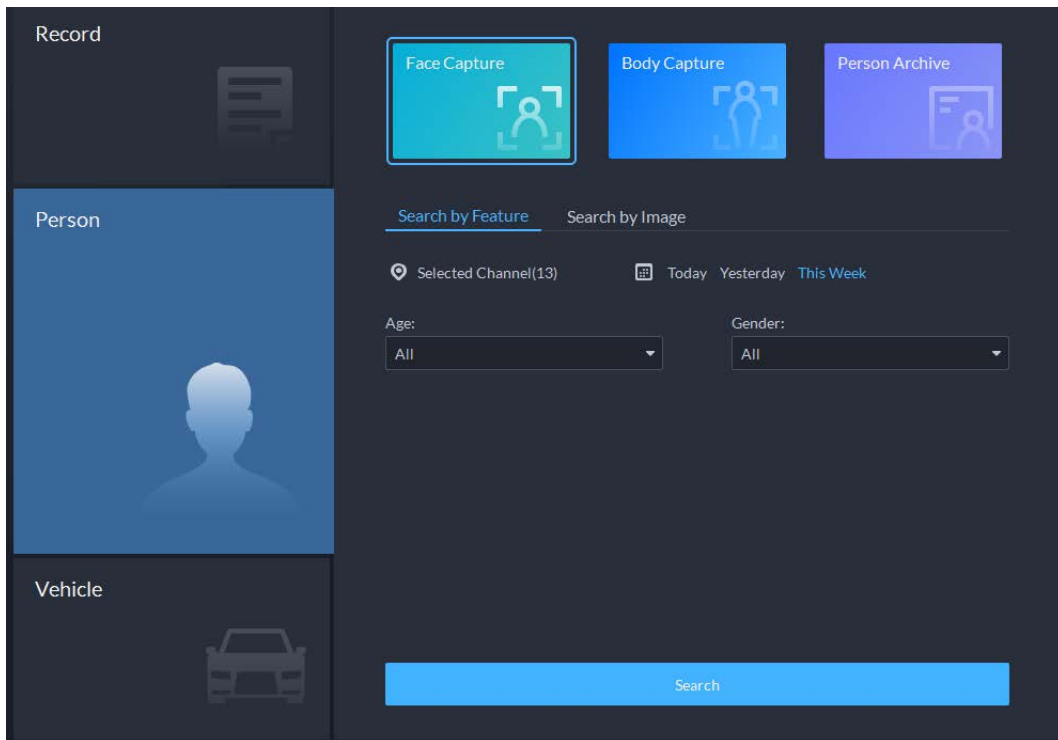 Record
Person
Vehicle
Face Capture
Body Capture
Person Archive
Search by Feature
Search by Image
Selected Channel(13)
Today Yesterday This Week
Age:
All
Gender:
All
Search